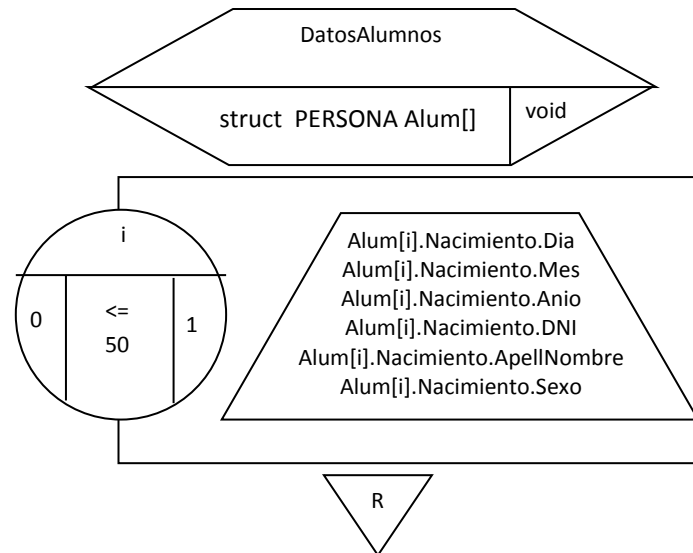 DatosAlumnos
struct PERSONA Alum[]
void
i
0
<=
50
1
Alum[i].Nacimiento.Dia
Alum[i].Nacimiento.Mes
Alum[i].Nacimiento.Anio
Alum[i].Nacimiento.DNI
Alum[i].Nacimiento.ApellNombre
Alum[i].Nacimiento.Sexo
R